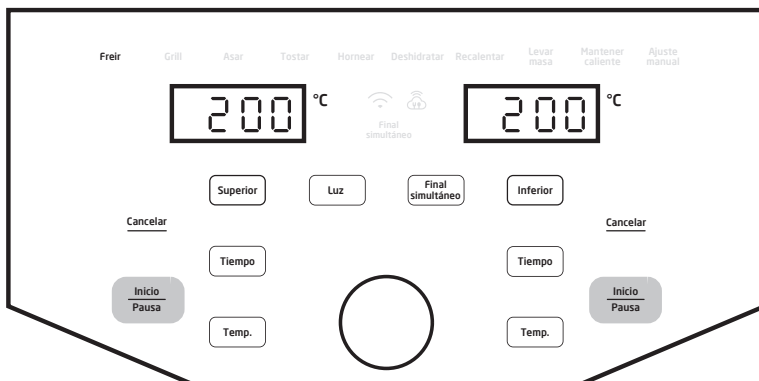 Freir Grill Asar Tostar Hornear Deshidratar Recalentar Levar masa Mantener caliente Ajuste manual
200 °C
200 °C
VR
Final
simultáneo
Superior
Luz
Final
simultáneo
Inferior
Cancelar
Cancelar
Tiempo
Tiempo
Inicio
Pausa
Inicio
Pausa
Temp.
Temp.